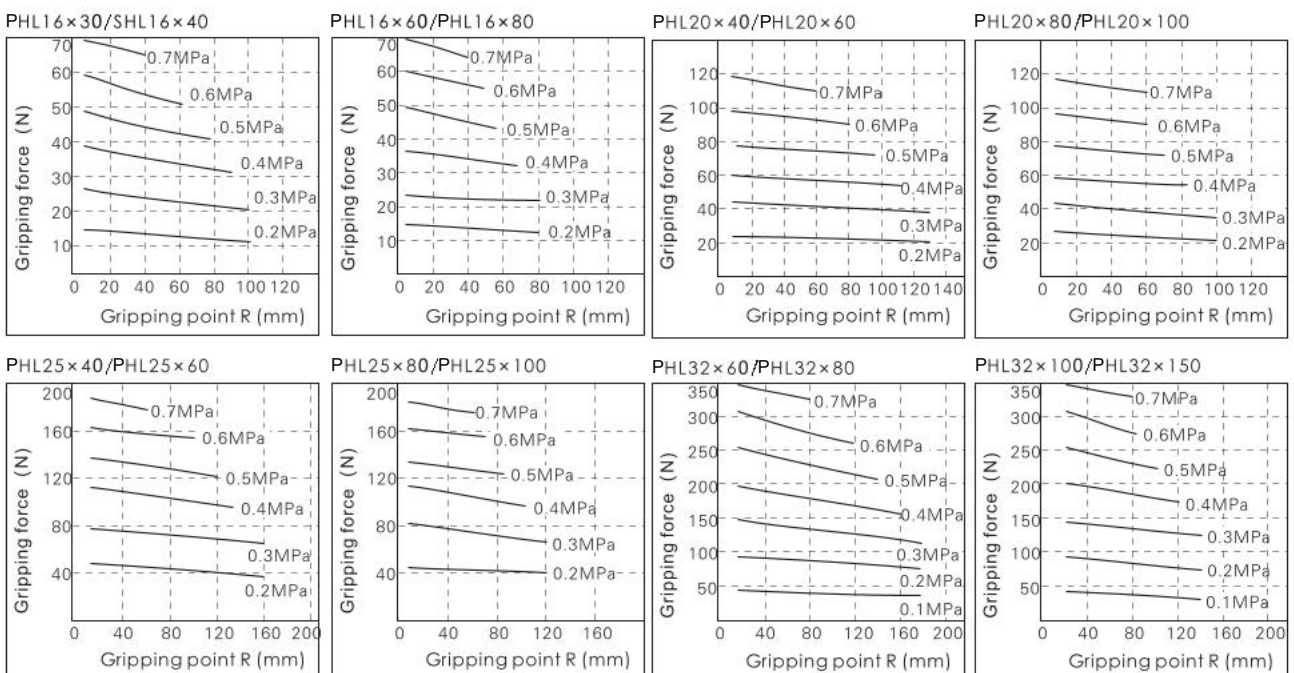 PHL16×30/SHL16×40
70
60
50
40
30
20
10
0 20 40 60 80 100 120
0.7MPa
0.6MPa
0.5MPa
0.4MPa
0.3MPa
0.2MPa
Gripping force (N)
Gripping point R (mm)
PHL16×60/PHL16×80
70
60
50
40
30
20
10
0 20 40 60 80 100 120
0.7MPa
0.6MPa
0.5MPa
0.4MPa
0.3MPa
0.2MPa
Gripping force (N)
Gripping point R (mm)
PHL20×40/PHL20×60
120
100
80
60
40
20
0 20 40 60 80 100 120 140
0.7MPa
0.6MPa
0.5MPa
0.4MPa
0.3MPa
0.2MPa
Gripping force (N)
Gripping point R (mm)
PHL20×80/PHL20×100
120
100
80
60
40
20
0 20 40 60 80 100 120
0.7MPa
0.6MPa
0.5MPa
0.4MPa
0.3MPa
0.2MPa
Gripping force (N)
Gripping point R (mm)
PHL25×40/PHL25×60
200
160
120
80
40
0 40 80 120 160 200
0.7MPa
0.6MPa
0.5MPa
0.4MPa
0.3MPa
0.2MPa
Gripping force (N)
Gripping point R (mm)
PHL25×80/PHL25×100
200
160
120
80
40
0 40 80 120 160
0.7MPa
0.6MPa
0.5MPa
0.4MPa
0.3MPa
0.2MPa
Gripping force (N)
Gripping point R (mm)
PHL32×60/PHL32×80
350
300
250
200
150
100
50
0 40 80 120 160 200
0.7MPa
0.6MPa
0.5MPa
0.4MPa
0.3MPa
0.2MPa
0.1MPa
Gripping force (N)
Gripping point R (mm)
PHL32×100/PHL32×150
350
300
250
200
150
100
50
0 40 80 120 160 200
0.7MPa
0.6MPa
0.5MPa
0.4MPa
0.3MPa
0.2MPa
0.1MPa
Gripping force (N)
Gripping point R (mm)